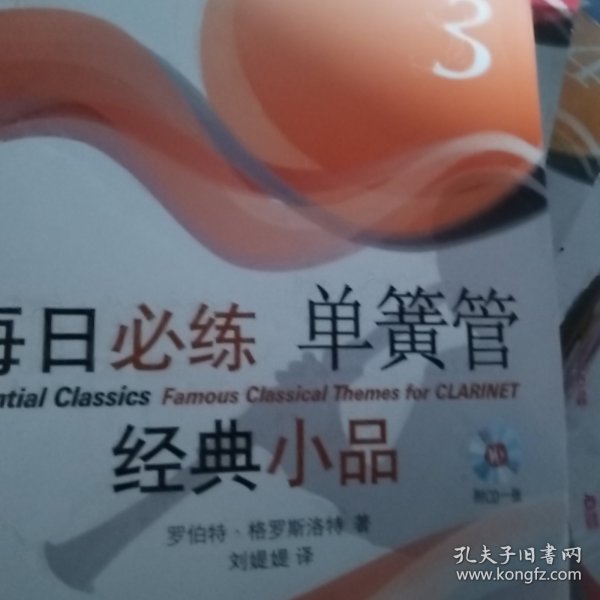 3
每日必练 单簧管
ntial Classics Famous Classical Themes for CLARINET
经典小品
CD
附CD一张
罗伯特·格罗斯洛特 著
刘媞媞 译
孔夫子旧书网
www.kongfz.com